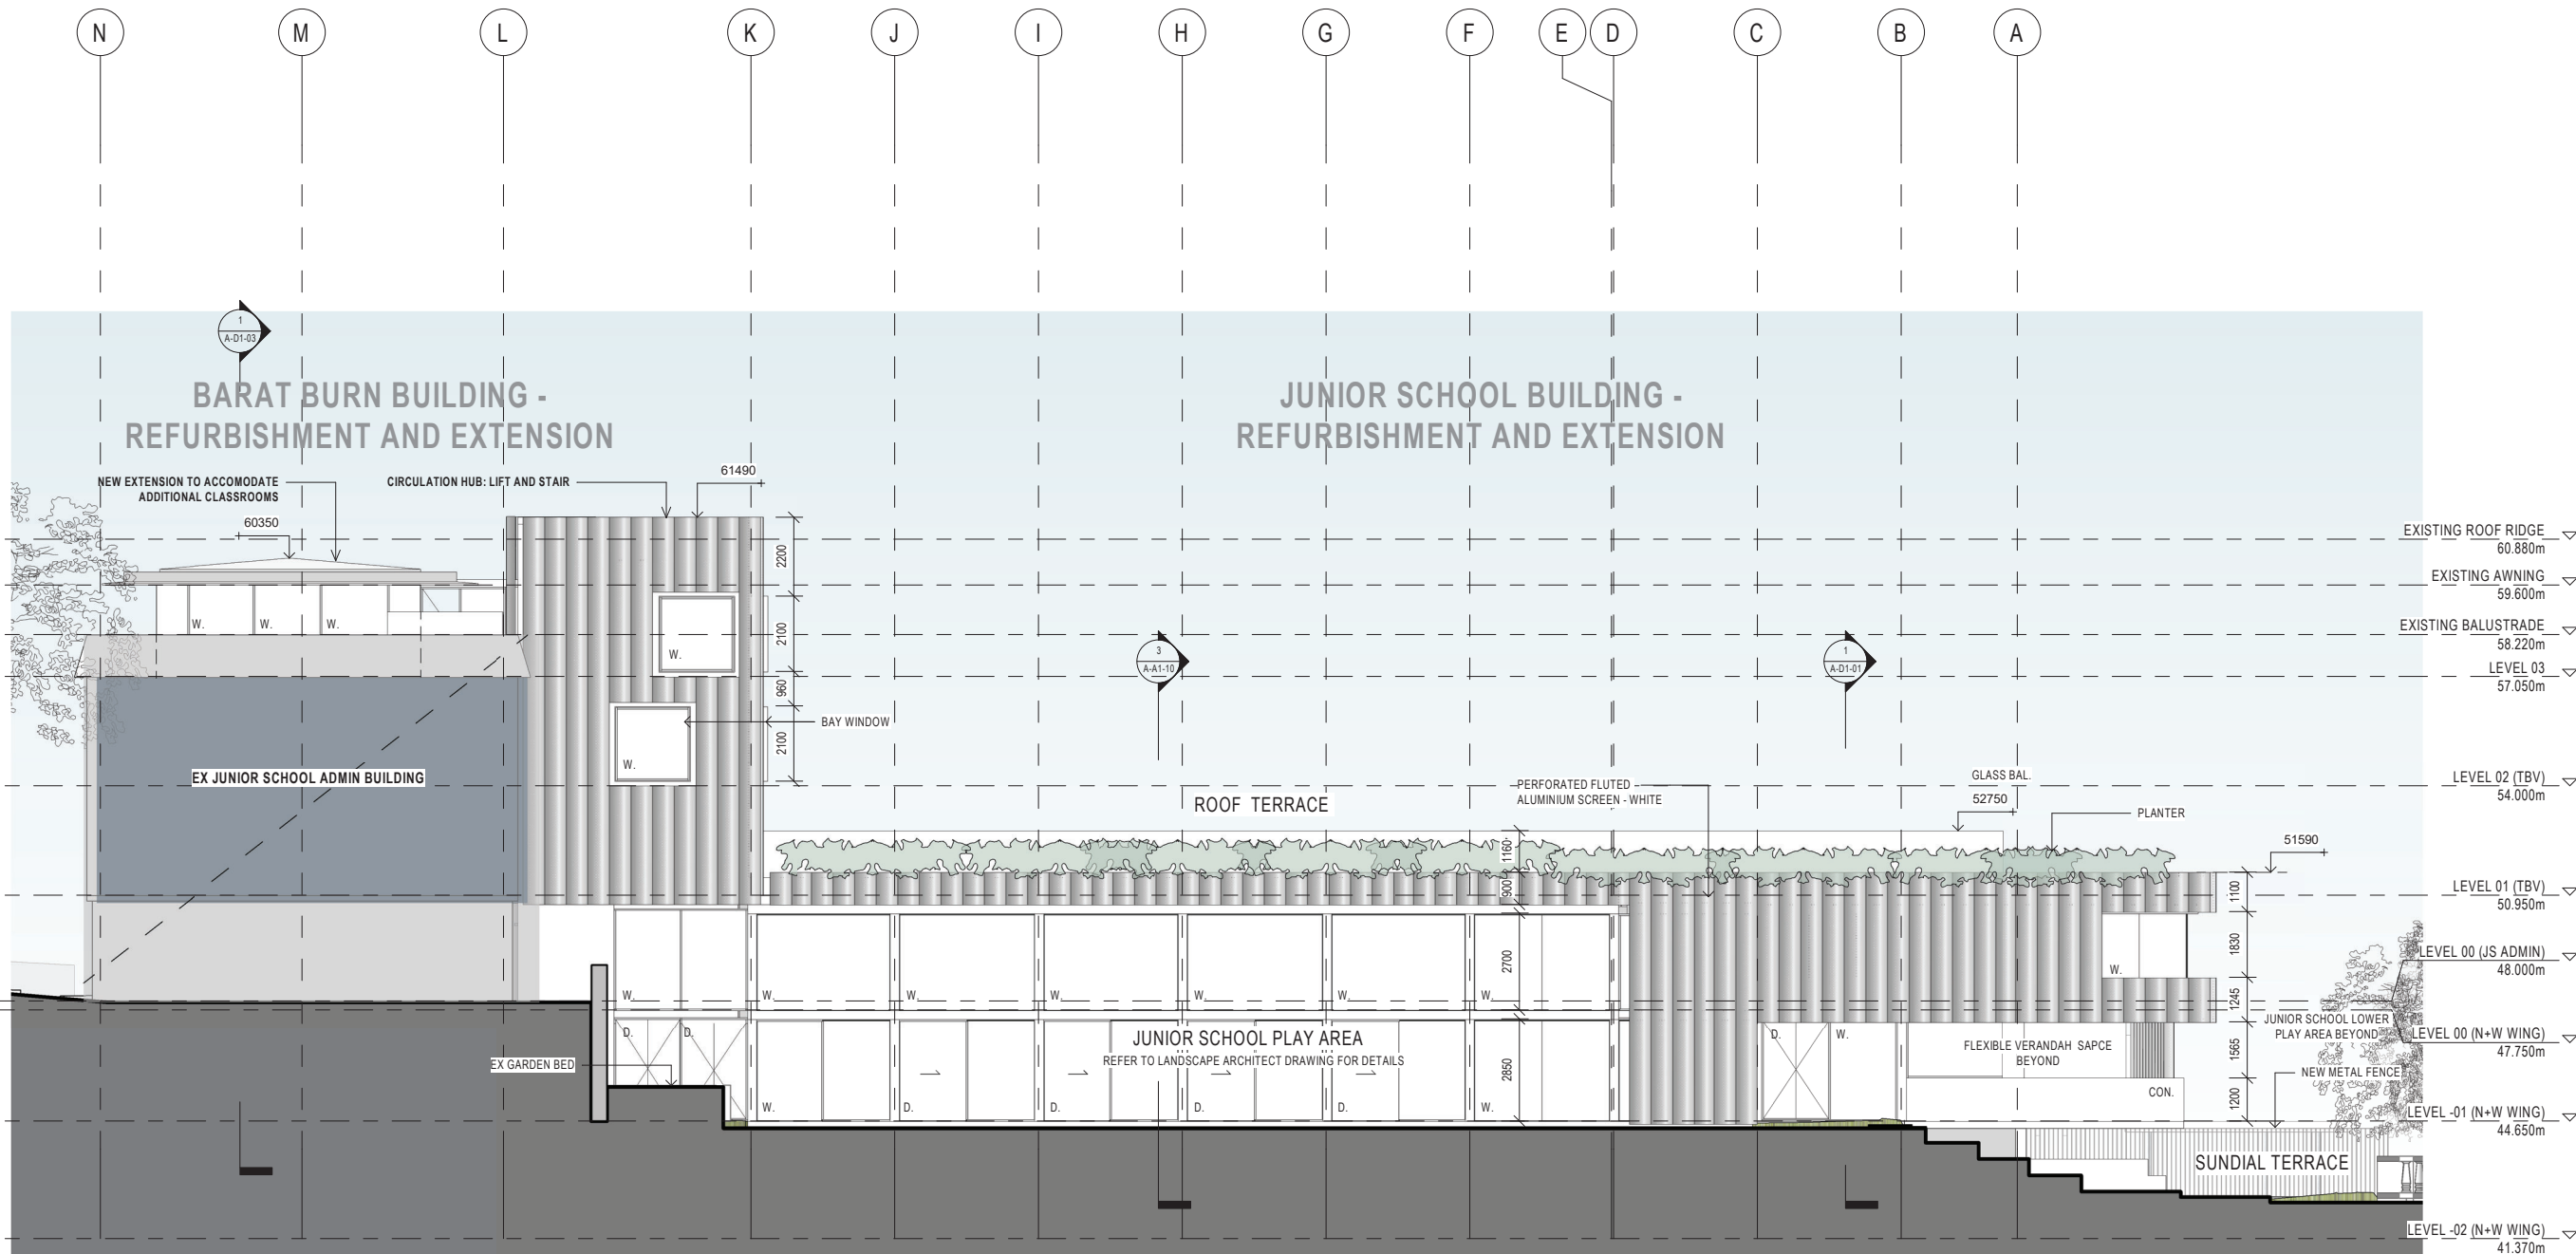 N
M
L
K
J
I
H
G
F
E
D
C
B
A
1
A-D1-03
BARAT BURN BUILDING -
REFURBISHMENT AND EXTENSION
JUNIOR SCHOOL BUILDING -
REFURBISHMENT AND EXTENSION
NEW EXTENSION TO ACCOMODATE
ADDITIONAL CLASSROOMS
60350
CIRCULATION HUB: LIFT AND STAIR
61490
2200
2100
960
2100
W.
W.
W.
W.
W.
BAY WINDOW
EX JUNIOR SCHOOL ADMIN BUILDING
3
A-A1-10
1
A-D1-01
EXISTING ROOF RIDGE
60.880m
EXISTING AWNING
59.600m
EXISTING BALUSTRADE
58.220m
LEVEL 03
57.050m
LEVEL 02 (TBV)
54.000m
LEVEL 01 (TBV)
50.950m
LEVEL 00 (JS ADMIN)
48.000m
LEVEL 00 (N+W WING)
47.750m
LEVEL -01 (N+W WING)
44.650m
LEVEL -02 (N+W WING)
41.370m
ROOF TERRACE
PERFORATED FLUTED
ALUMINIUM SCREEN - WHITE
GLASS BAL.
52750
PLANTER
51590
1160
900
2700
2850
1100
1830
1245
1565
1200
W.
W.
W.
W.
W.
W.
W.
W.
D.
D.
JUNIOR SCHOOL PLAY AREA
REFER TO LANDSCAPE ARCHITECT DRAWING FOR DETAILS
EX GARDEN BED
W.
D.
D.
D.
D.
W.
D.
W.
FLEXIBLE VERANDAH SAPCE
BEYOND
CON.
JUNIOR SCHOOL LOWER
PLAY AREA BEYOND
NEW METAL FENCE
SUNDIAL TERRACE